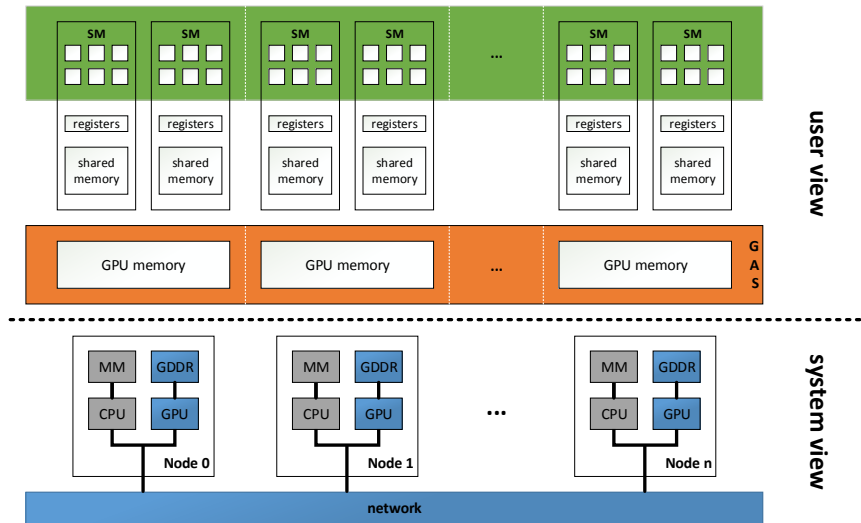 SM SM SM SM ... SM SM
registers registers registers registers registers registers
shared shared shared shared shared shared
memory memory memory memory memory memory
user view
GPU memory GPU memory ... GPU memory
G
A
S
MM GDDR MM GDDR MM GDDR
CPU GPU CPU GPU ... CPU GPU
Node 0 Node 1 Node n
system view
network